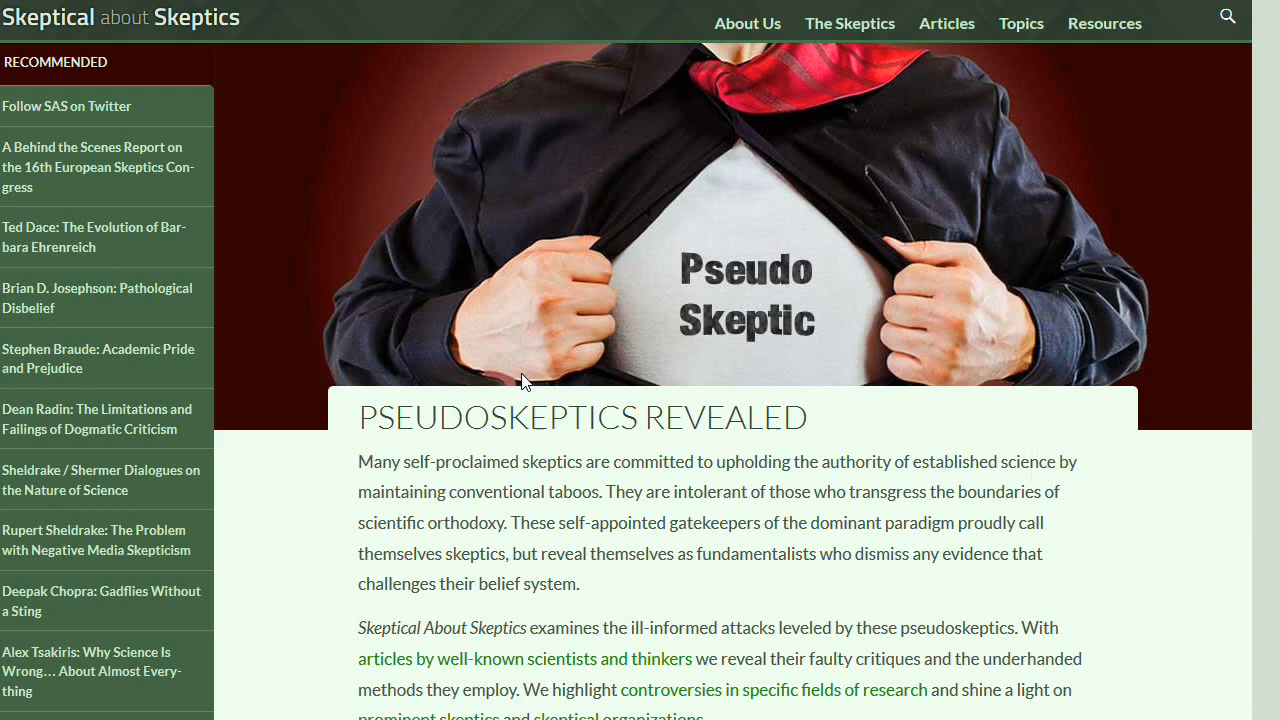 Skeptical about Skeptics
About Us
The Skeptics
Articles
Topics
Resources
RECOMMENDED
Follow SAS on Twitter
A Behind the Scenes Report on
the 16th European Skeptics Con-
gress
Ted Dace: The Evolution of Bar-
bara Ehrenreich
Brian D. Josephson: Pathological
Disbelief
Stephen Braude: Academic Pride
and Prejudice
Dean Radin: The Limitations and
Failings of Dogmatic Criticism
Sheldrake / Shermer Dialogues on
the Nature of Science
Rupert Sheldrake: The Problem
with Negative Media Skepticism
Deepak Chopra: Gadflies Without
a Sting
Alex Tsakiris: Why Science Is
Wrong… About Almost Every-
thing
Pseudo
Skeptic
PSEUDOSKEPTICS REVEALED
Many self-proclaimed skeptics are committed to upholding the authority of established science by
maintaining conventional taboos. They are intolerant of those who transgress the boundaries of
scientific orthodoxy. These self-appointed gatekeepers of the dominant paradigm proudly call
themselves skeptics, but reveal themselves as fundamentalists who dismiss any evidence that
challenges their belief system.
Skeptical About Skeptics examines the ill-informed attacks leveled by these pseudoskeptics. With
articles by well-known scientists and thinkers we reveal their faulty critiques and the underhanded
methods they employ. We highlight controversies in specific fields of research and shine a light on
prominent skeptics and skeptical organizations.